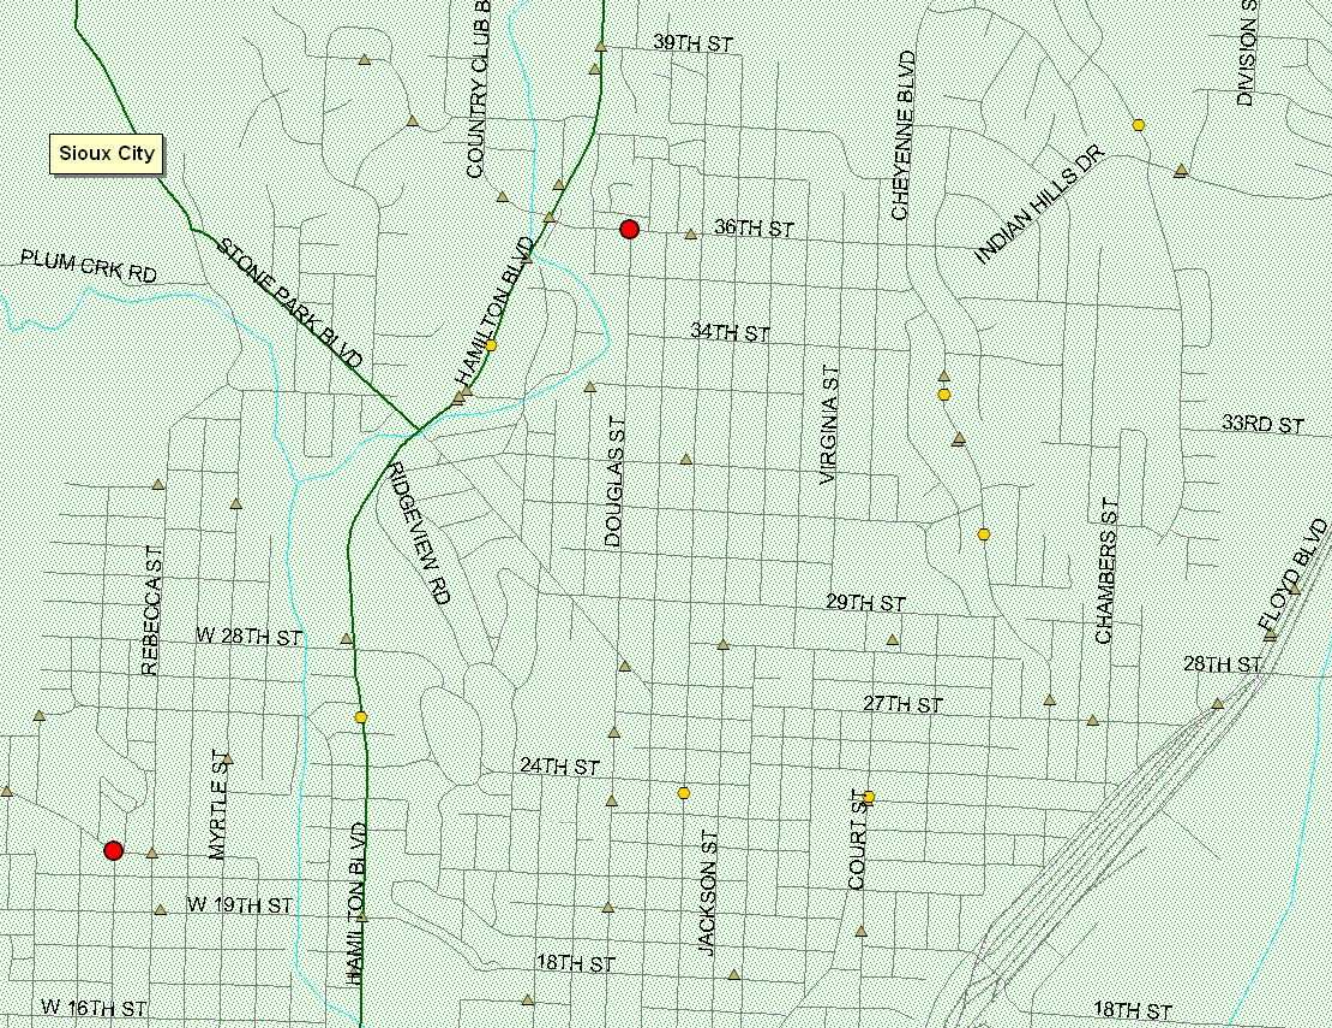 COUNTRY CLUB B
39TH ST
CHEYENNE BLVD
DIVISION S
Sioux City
INDIAN HILLS DR
36TH ST
STONE PARK BLVD
PLUM CRK RD
HAMILTON BLVD
34TH ST
VIRGINIA ST
33RD ST
DOUGLAS ST
RIDGEVIEW RD
CHAMBERS ST
FLOYD BLVD
REBECCA ST
29TH ST
W 28TH ST
28TH ST
27TH ST
24TH ST
MYRTLE ST
COURT ST
HAMILTON BLVD
JACKSON ST
W 19TH ST
18TH ST
W 16TH ST
18TH ST